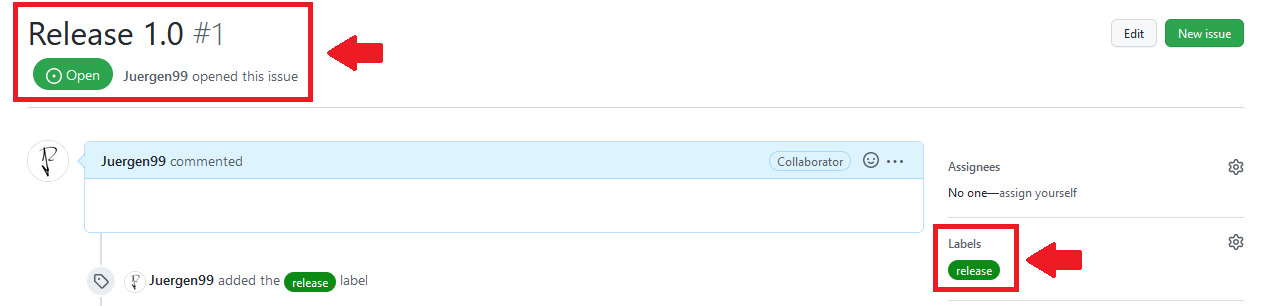 Release 1.0 #1
Edit
New issue
Open
Juergen99 opened this issue
Juergen99 commented
Collaborator
Assignees
No one—assign yourself
Labels
release
Juergen99 added the release label